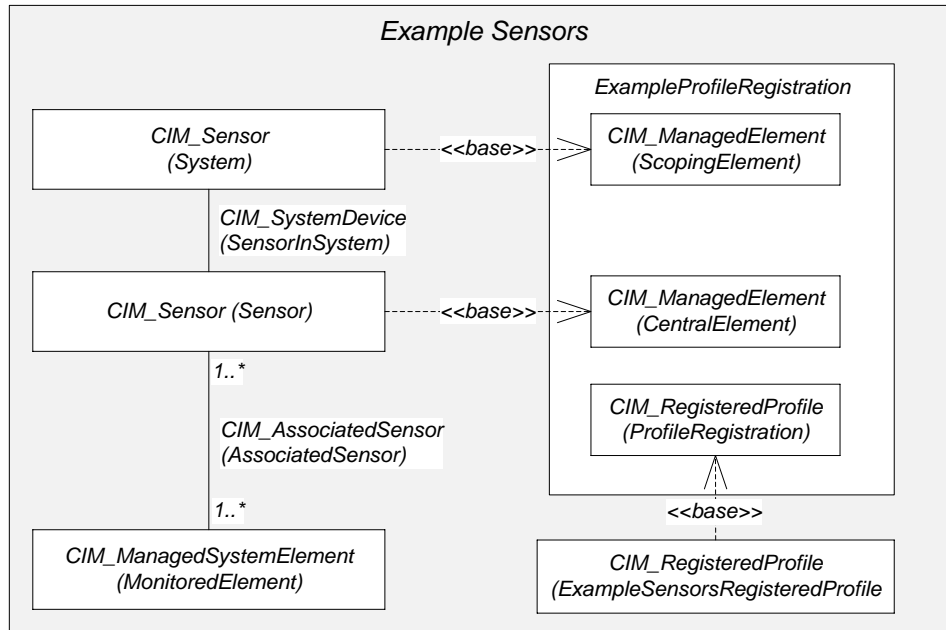 Example Sensors
ExampleProfileRegistration
CIM_Sensor
(System)
<<base>>
CIM_ManagedElement
(ScopingElement)
CIM_SystemDevice
(SensorInSystem)
CIM_Sensor (Sensor)
<<base>>
CIM_ManagedElement
(CentralElement)
1..*
CIM_AssociatedSensor
(AssociatedSensor)
1..*
CIM_RegisteredProfile
(ProfileRegistration)
<<base>>
CIM_ManagedSystemElement
(MonitoredElement)
CIM_RegisteredProfile
(ExampleSensorsRegisteredProfile